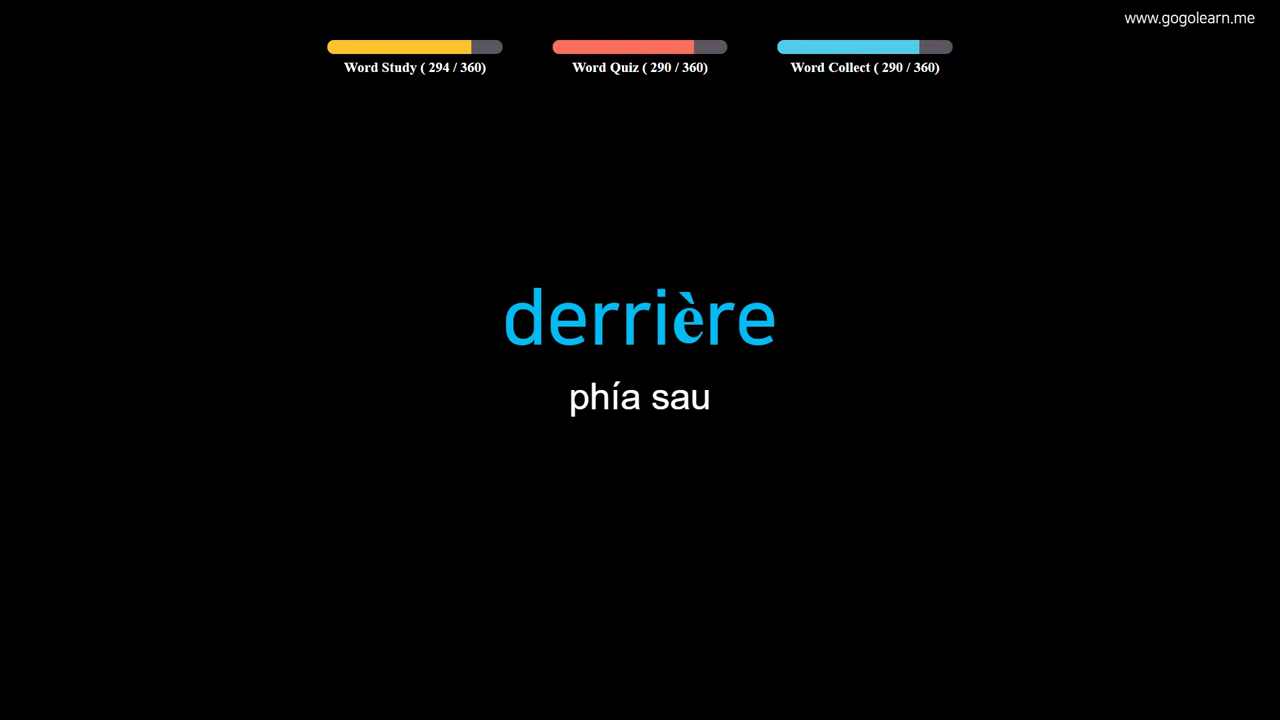 www.gogolearn.me
Word Study ( 294 / 360)
Word Quiz ( 290 / 360)
Word Collect ( 290 / 360)
derrière
phía sau